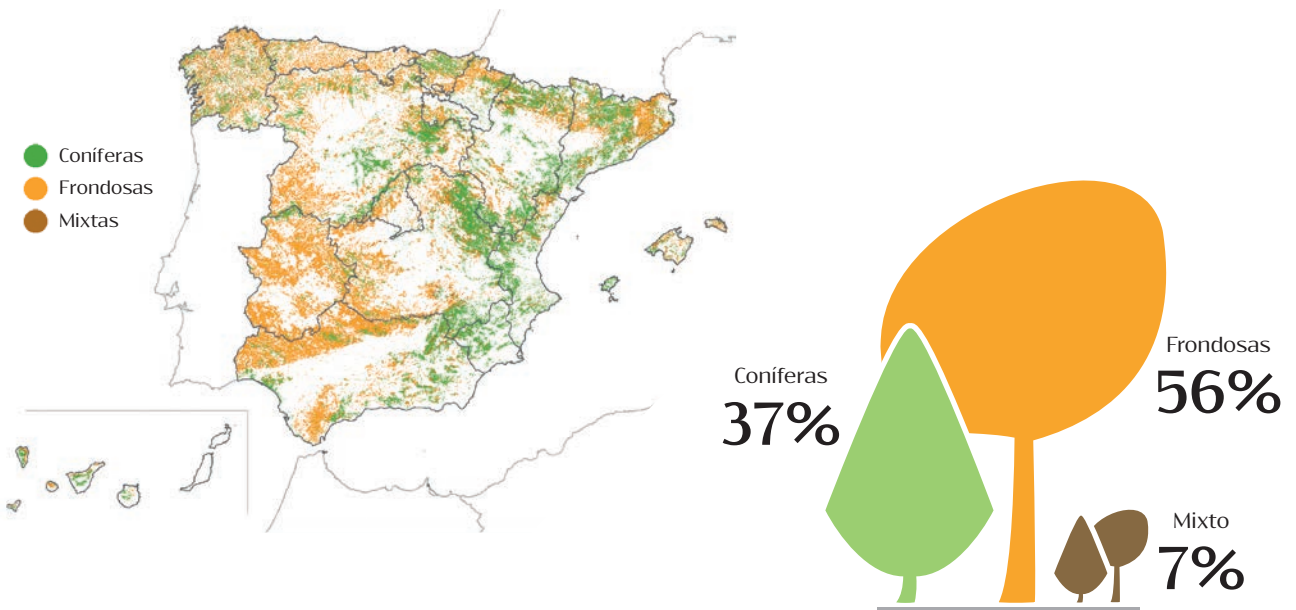 Coníferas
Frondosas
Mixtas
Coníferas
37%
Frondosas
56%
Mixto
7%